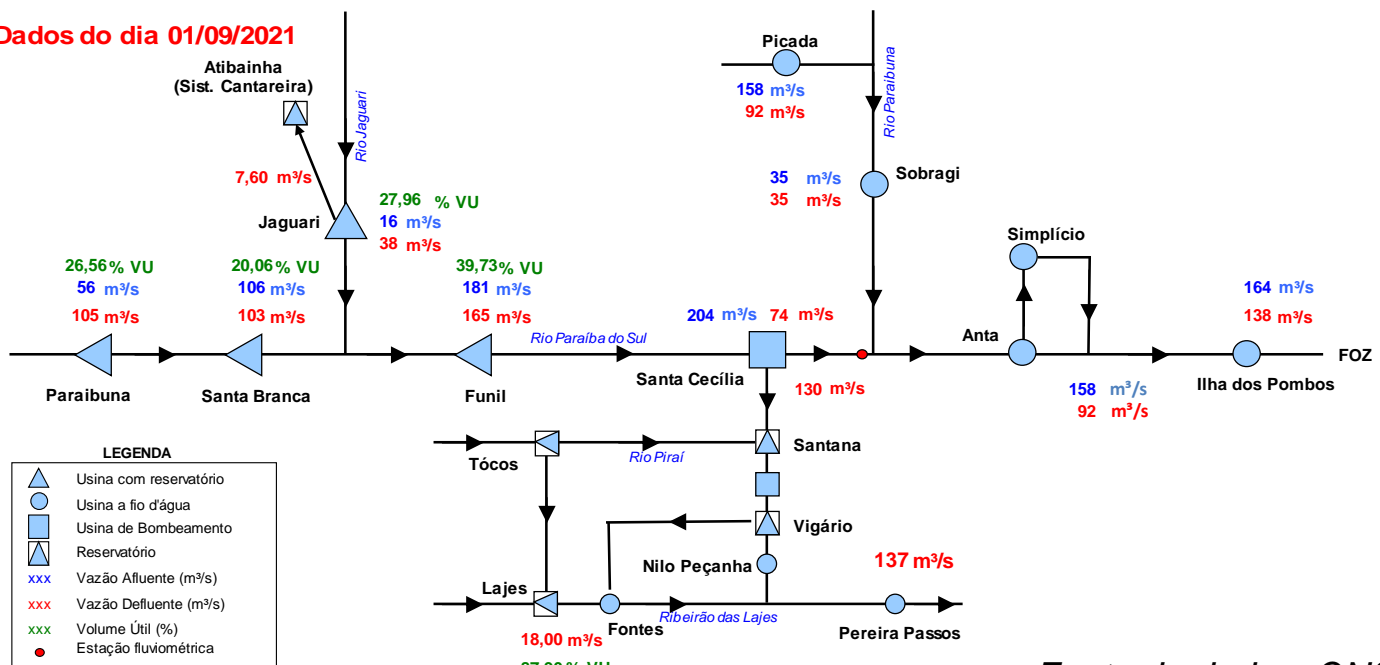 Dados do dia 01/09/2021
Atibainha
(Sist. Cantareira)
Rio Jaguari
7,60 m³/s
Jaguari
27,96 % VU
16 m³/s
38 m³/s
Picada
158 m³/s
92 m³/s
Rio Paraibuna
35 m³/s
35 m³/s
Sobragi
26,56% VU
56 m³/s
105 m³/s
Paraibuna
20,06% VU
106 m³/s
103 m³/s
Santa Branca
39,73% VU
181 m³/s
165 m³/s
Funil
Rio Paraíba do Sul
204 m³/s 74 m³/s
Santa Cecília
130 m³/s
Simplício
Anta
158 m³/s
92 m³/s
164 m³/s
138 m³/s
Ilha dos Pombos
FOZ
Tócos
Rio Piraí
Santana
Vigário
Nilo Peçanha
137 m³/s
Lajes
Fontes
Ribeirão das Lajes
Pereira Passos
18,00 m³/s
LEGENDA
Usina com reservatório
Usina a fio d'água
Usina de Bombeamento
Reservatório
xxx Vazão Afluente (m³/s)
xxx Vazão Defluente (m³/s)
xxx Volume Útil (%)
Estação fluviométrica